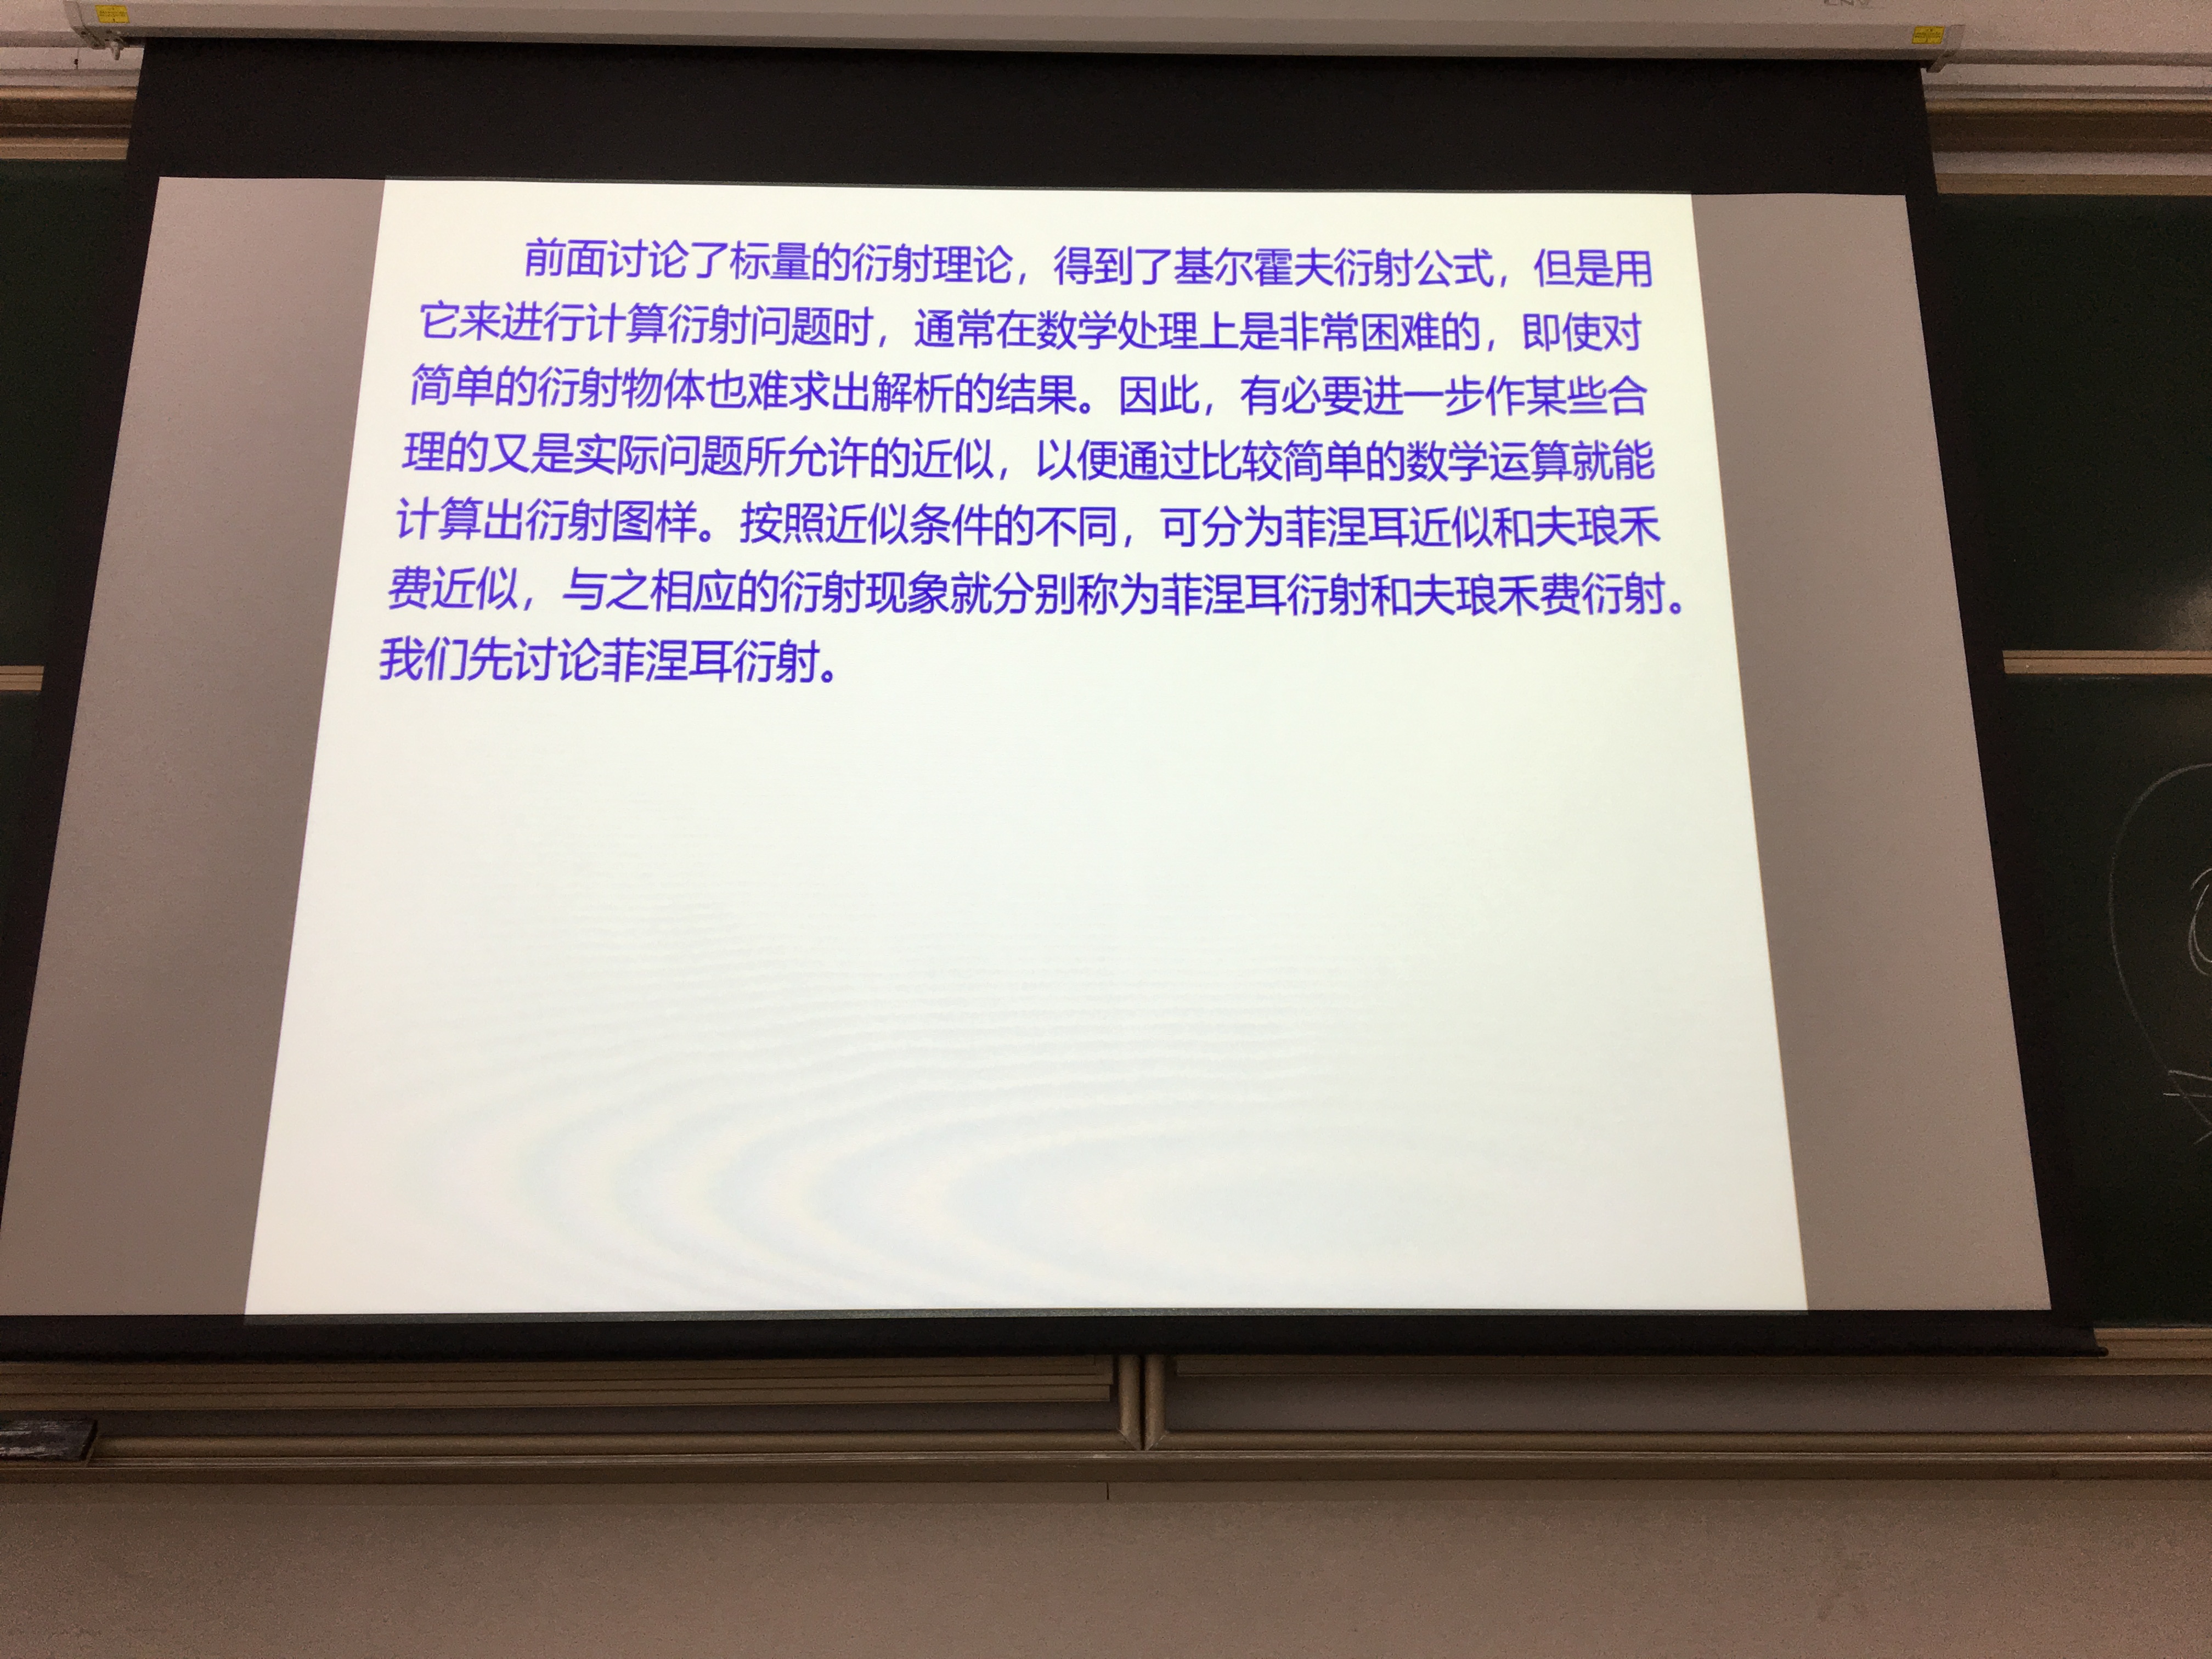 前面讨论了标量的衍射理论，得到了基尔霍夫衍射公式，但是用
它来进行计算衍射问题时，通常在数学处理上是非常困难的，即使对
简单的衍射物体也难求出解析的结果。因此，有必要进一步作某些合
理的又是实际问题所允许的近似，以便通过比较简单的数学运算就能
计算出衍射图样。按照近似条件的不同，可分为菲涅耳近似和夫琅禾
费近似，与之相应的衍射现象就分别称为菲涅耳衍射和夫琅禾费衍射。
我们先讨论菲涅耳衍射。